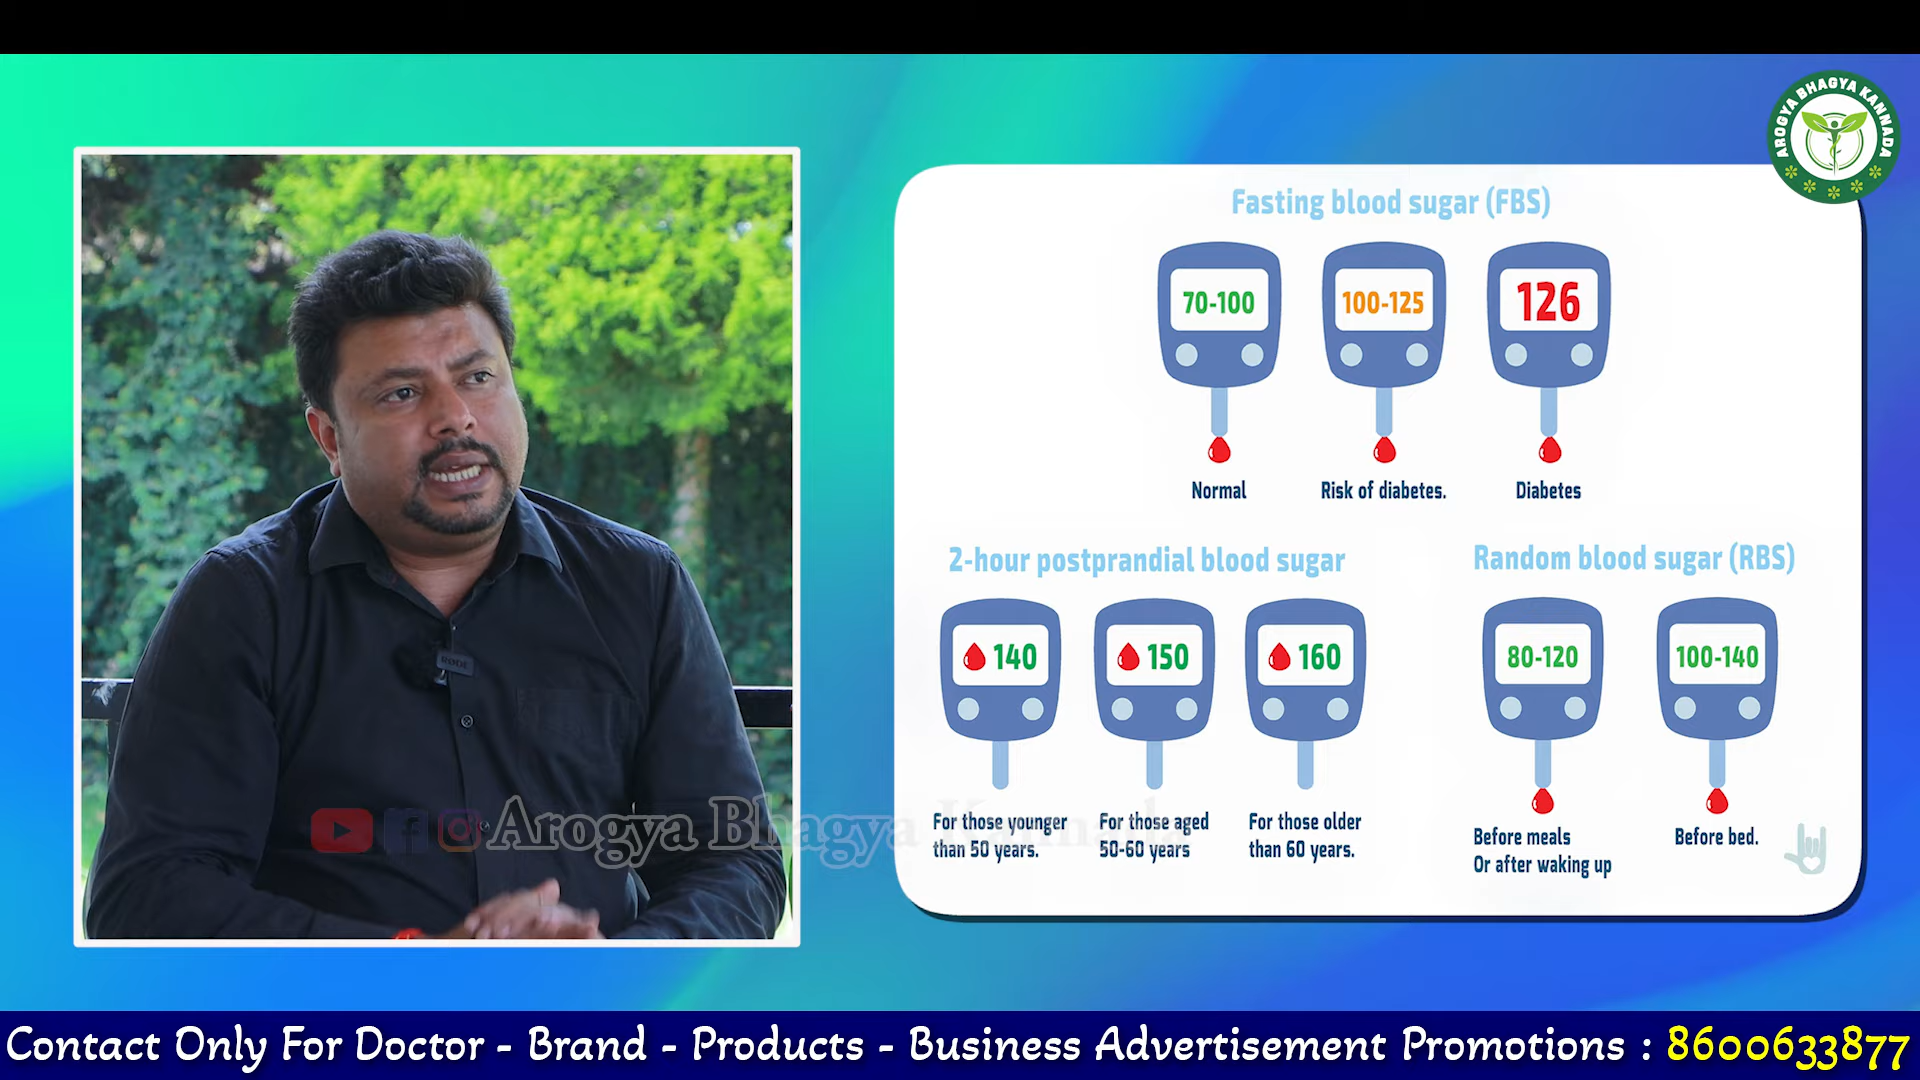 AROGYA BHAGYA KANNADA
Fasting blood sugar (FBS)
70-100
100-125
126
Normal
Risk of diabetes.
Diabetes
2-hour postprandial blood sugar
Random blood sugar (RBS)
140
150
160
80-120
100-140
For those younger
than 50 years.
For those aged
50-60 years
For those older
than 60 years.
Before meals
Or after waking up
Before bed.
RODE
Arogya Bhagya Kannada
Contact Only For Doctor - Brand - Products - Business Advertisement Promotions : 8600633877